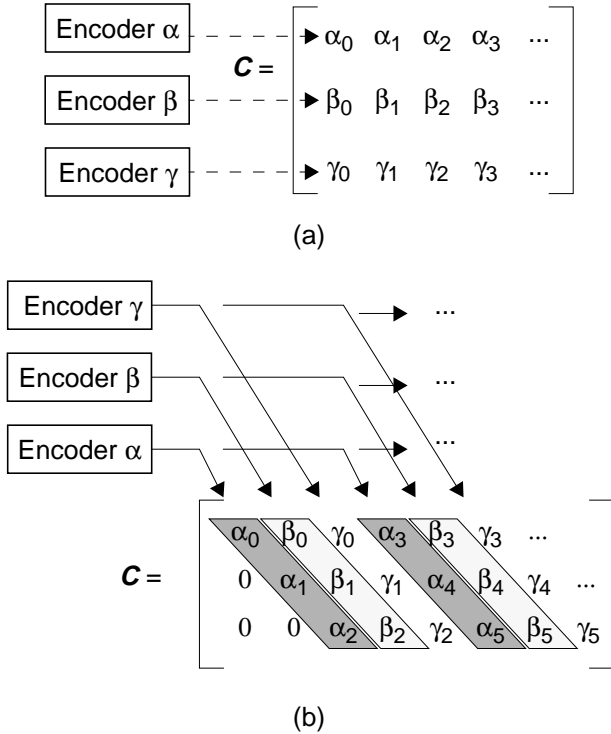 Encoder α
α₀ α₁ α₂ α₃ ...
C =
Encoder β
β₀ β₁ β₂ β₃ ...
Encoder γ
γ₀ γ₁ γ₂ γ₃ ...
(a)
Encoder γ ...
Encoder β ...
Encoder α ...
α₀ β₀ γ₀ α₃ β₃ γ₃ ...
C = 0 α₁ β₁ γ₁ α₄ β₄ γ₄ ...
0 0 α₂ β₂ γ₂ α₅ β₅ γ₅
(b)